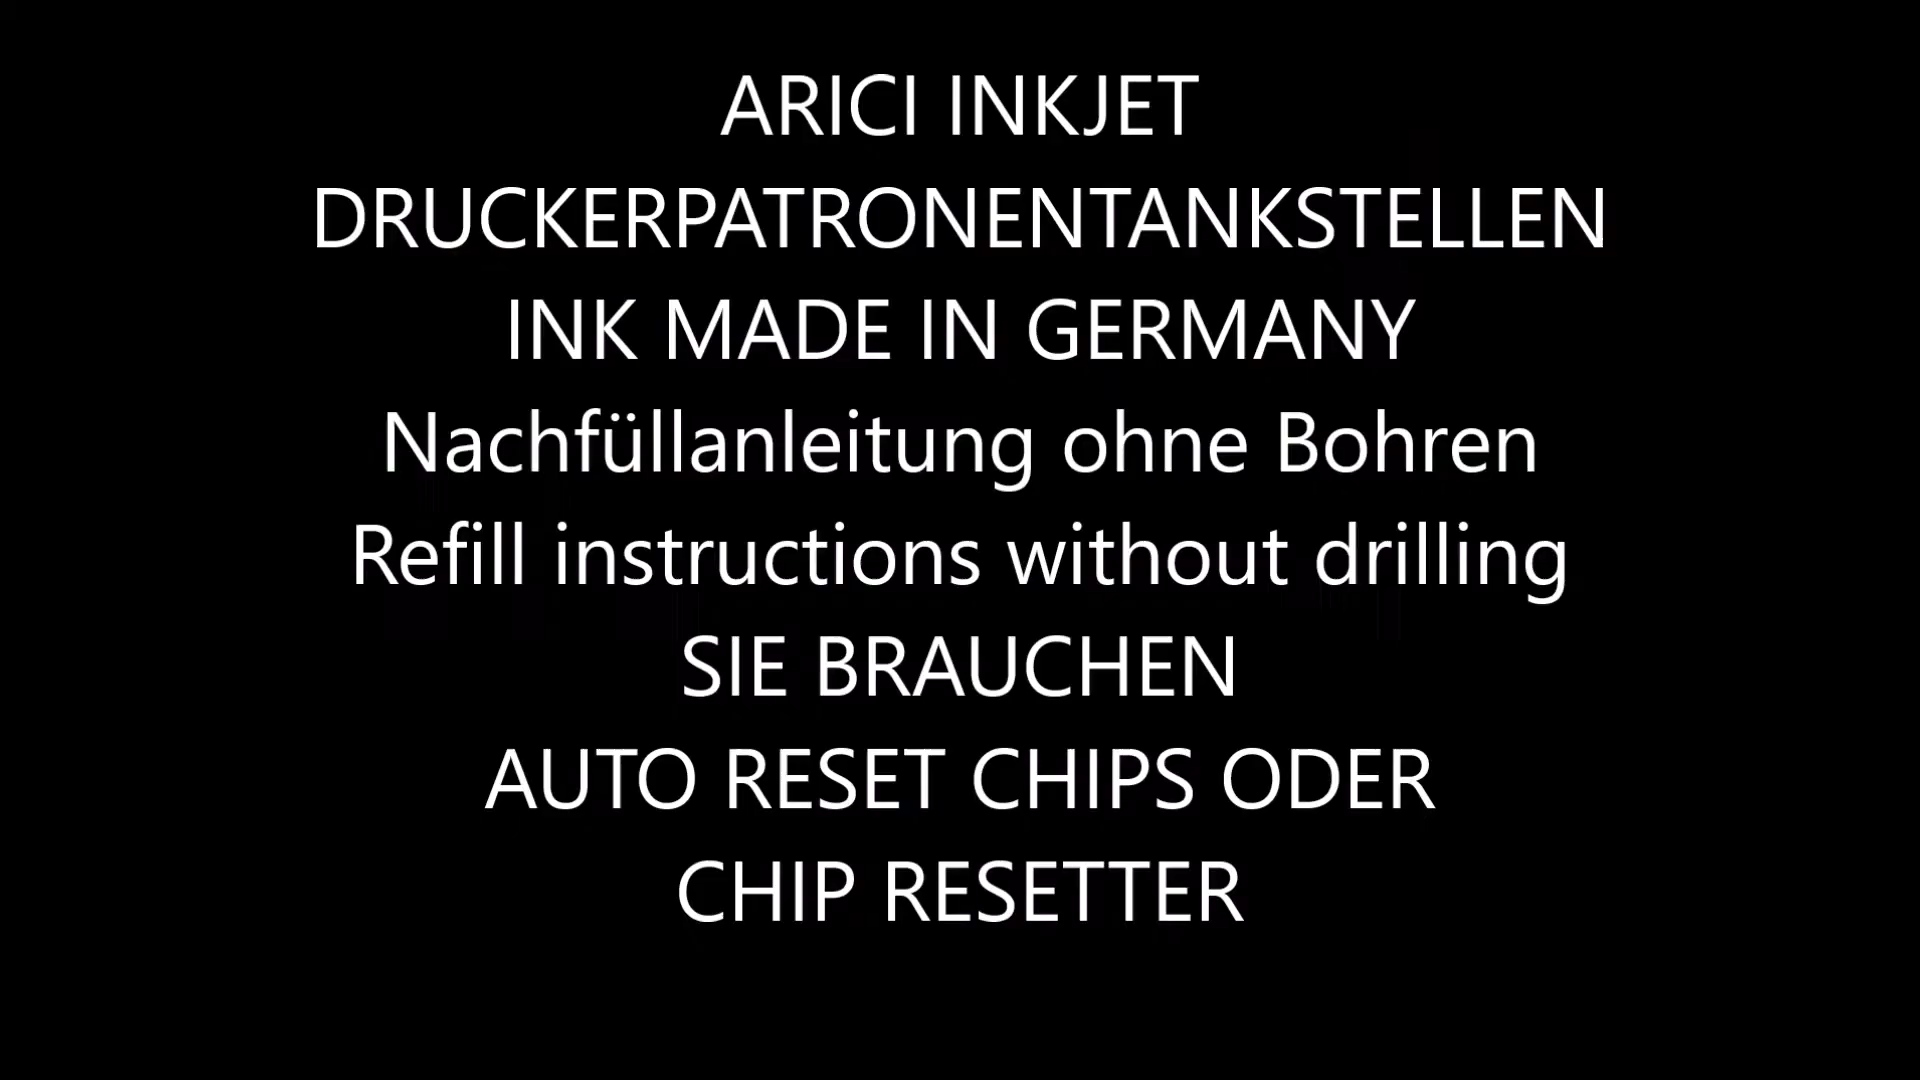 ARICI INKJET
DRUCKERPATRONENTANKSTELLEN
INK MADE IN GERMANY
Nachfüllanleitung ohne Bohren
Refill instructions without drilling
SIE BRAUCHEN
AUTO RESET CHIPS ODER
CHIP RESETTER